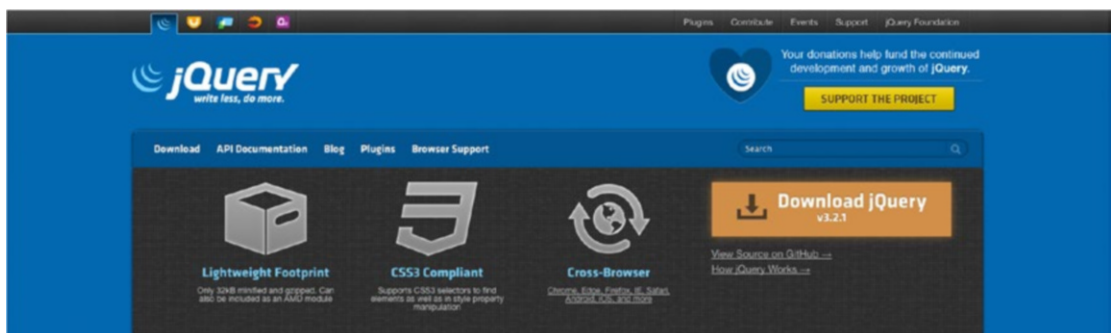 Plugins Contribute Events Support jQuery Foundation
jQuery
write less, do more.
Your donations help fund the continued
development and growth of jQuery.
SUPPORT THE PROJECT
Download API Documentation Blog Plugins Browser Support
Search
Lightweight Footprint
Only 32kB minified and gzipped. Can
also be included as an AMD module
CSS3 Compliant
Supports CSS3 selectors to find
elements as well as in style property
manipulation
Cross-Browser
Chrome, Edge, Firefox, IE, Safari,
Android, iOS, and more
Download jQuery
v3.2.1
View Source on GitHub →
How jQuery Works →